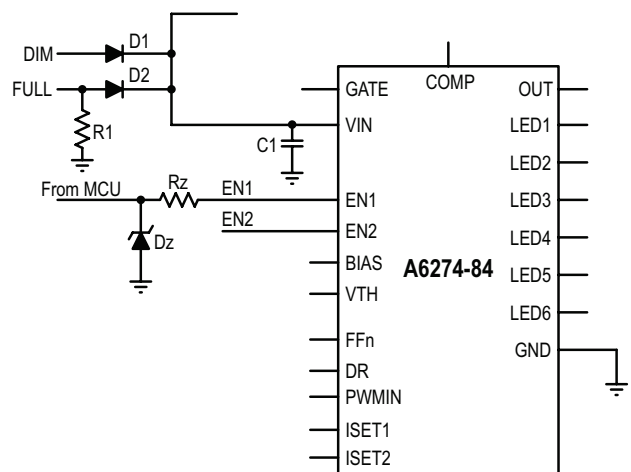 DIM
D1
FULL
D2
R1
C1
From MCU
Rz
EN1
EN2
Dz
COMP
GATE
OUT
VIN
LED1
LED2
EN1
LED3
EN2
LED4
BIAS
A6274-84
LED5
VTH
LED6
FFn
GND
DR
PWMIN
ISET1
ISET2